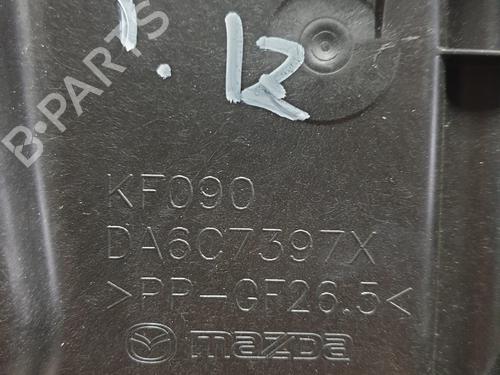 1.12
B-PARTS
KF090
DA6C7397X
>PP-GF26.5<
mazda